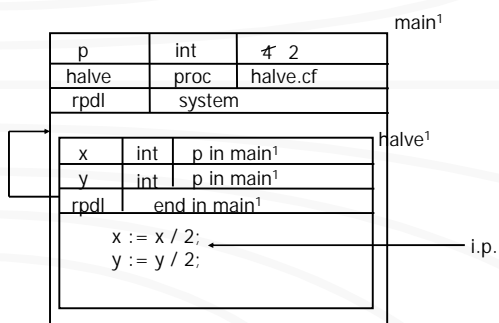 main¹
p int 4 2
halve proc halve.cf
rpdl system
halve¹
x int p in main¹
y int p in main¹
rpdl end in main¹
x := x / 2;
i.p.
y := y / 2;